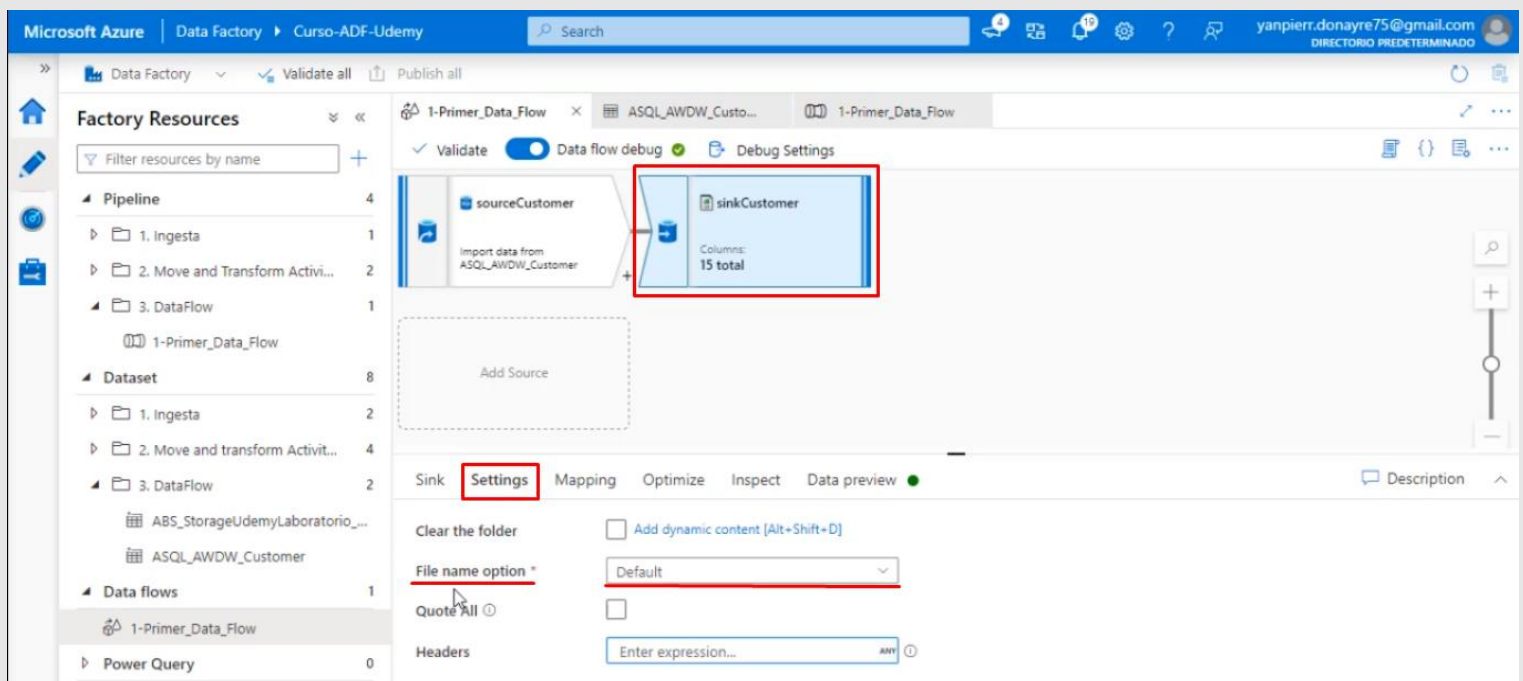 Microsoft Azure Data Factory Curso-ADF-Udemy Search 4 19 ? yanpierr.donayre75@gmail.com
DIRECTORIO PREDETERMINADO
» Data Factory Validate all Publish all
Factory Resources
Filter resources by name
Pipeline 4
1. Ingesta 1
2. Move and Transform Activi... 2
3. DataFlow 1
1-Primer_Data_Flow
Dataset 8
1. Ingesta 2
2. Move and transform Activit... 4
3. DataFlow 2
ABS_StorageUdemyLaboratorio_...
ASQL_AWDW_Customer
Data flows 1
1-Primer_Data_Flow
Power Query 0
1-Primer_Data_Flow × ASQL_AWDW_Custo... 1-Primer_Data_Flow
Validate Data flow debug Debug Settings {}
sourceCustomer
Import data from
ASQL_AWDW_Customer
+
sinkCustomer
Columns:
15 total
Add Source
Sink Settings Mapping Optimize Inspect Data preview Description
Clear the folder Add dynamic content [Alt+Shift+D]
File name option * Default
Quote All
Headers Enter expression... ANY